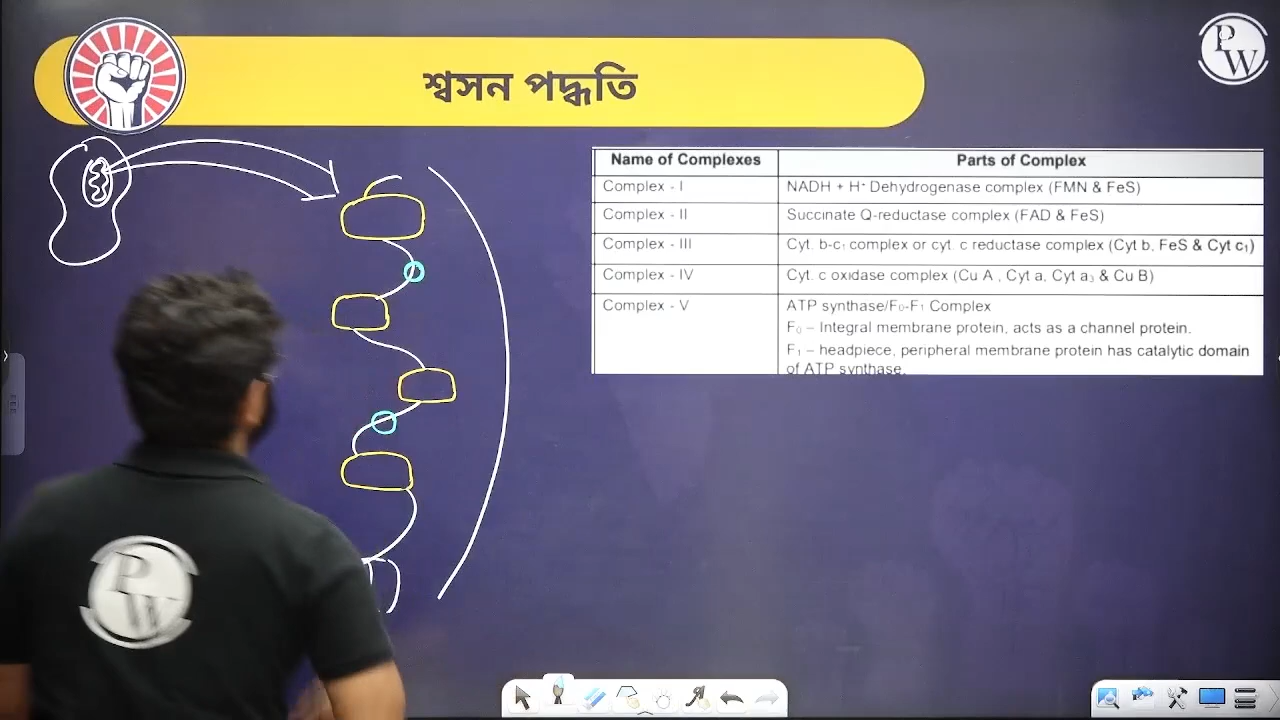 শ্বসন পদ্ধতি
PW
Name of Complexes Parts of Complex
Complex - I NADH + H⁺ Dehydrogenase complex (FMN & FeS)
Complex - II Succinate Q-reductase complex (FAD & FeS)
Complex - III Cyt. b-c₁ complex or cyt. c reductase complex (Cyt b, FeS & Cyt c₁)
Complex - IV Cyt. c oxidase complex (Cu A , Cyt a, Cyt a₃ & Cu B)
Complex - V ATP synthase/F₀-F₁ Complex
F₀ – Integral membrane protein, acts as a channel protein.
F₁ – headpiece, peripheral membrane protein has catalytic domain
of ATP synthase.
PW